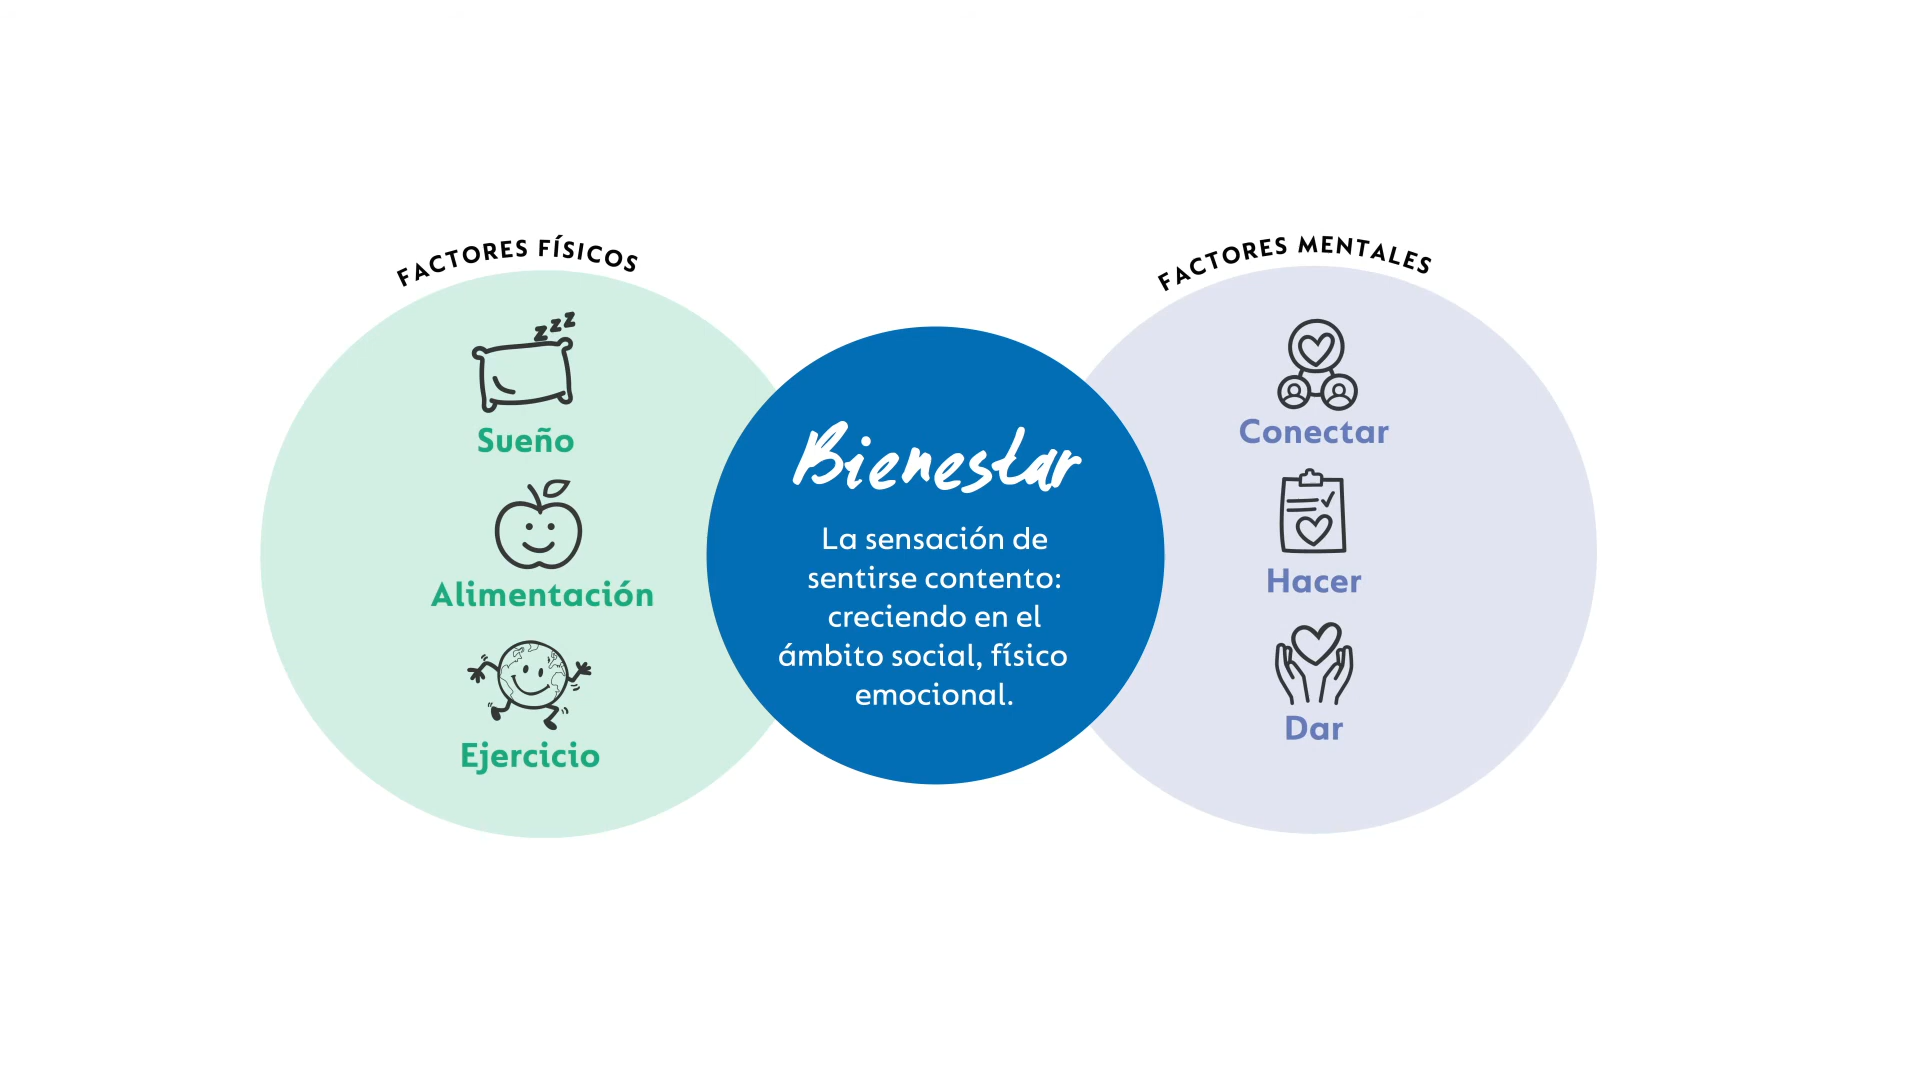 FACTORES FÍSICOS
zzz
Sueño
Alimentación
Ejercicio
Bienestar
La sensación de
sentirse contento:
creciendo en el
ámbito social, físico
emocional.
FACTORES MENTALES
Conectar
Hacer
Dar